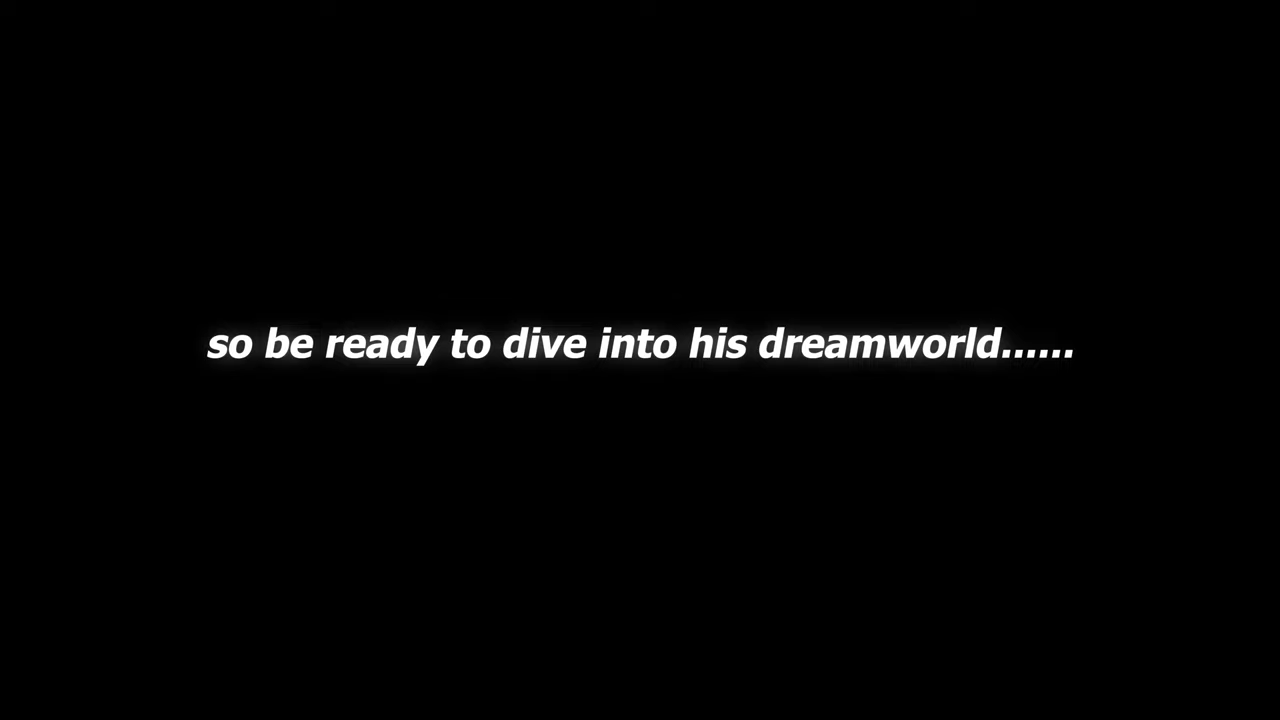 so be ready to dive into his dreamworld......